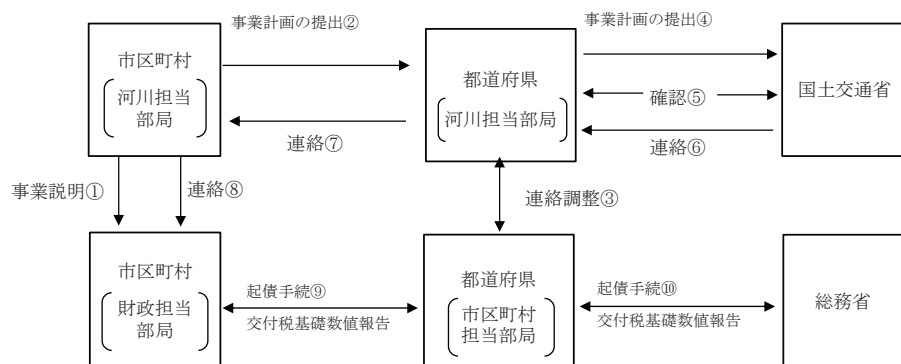 事業計画の提出②
事業計画の提出④
市区町村
河川担当
部局
都道府県
河川担当部局
国土交通省
確認⑤
連絡⑦
連絡⑥
事業説明①
連絡⑧
連絡調整③
市区町村
財政担当
部局
起債手続⑨
交付税基礎数値報告
都道府県
市区町村
担当部局
起債手続⑩
交付税基礎数値報告
総務省